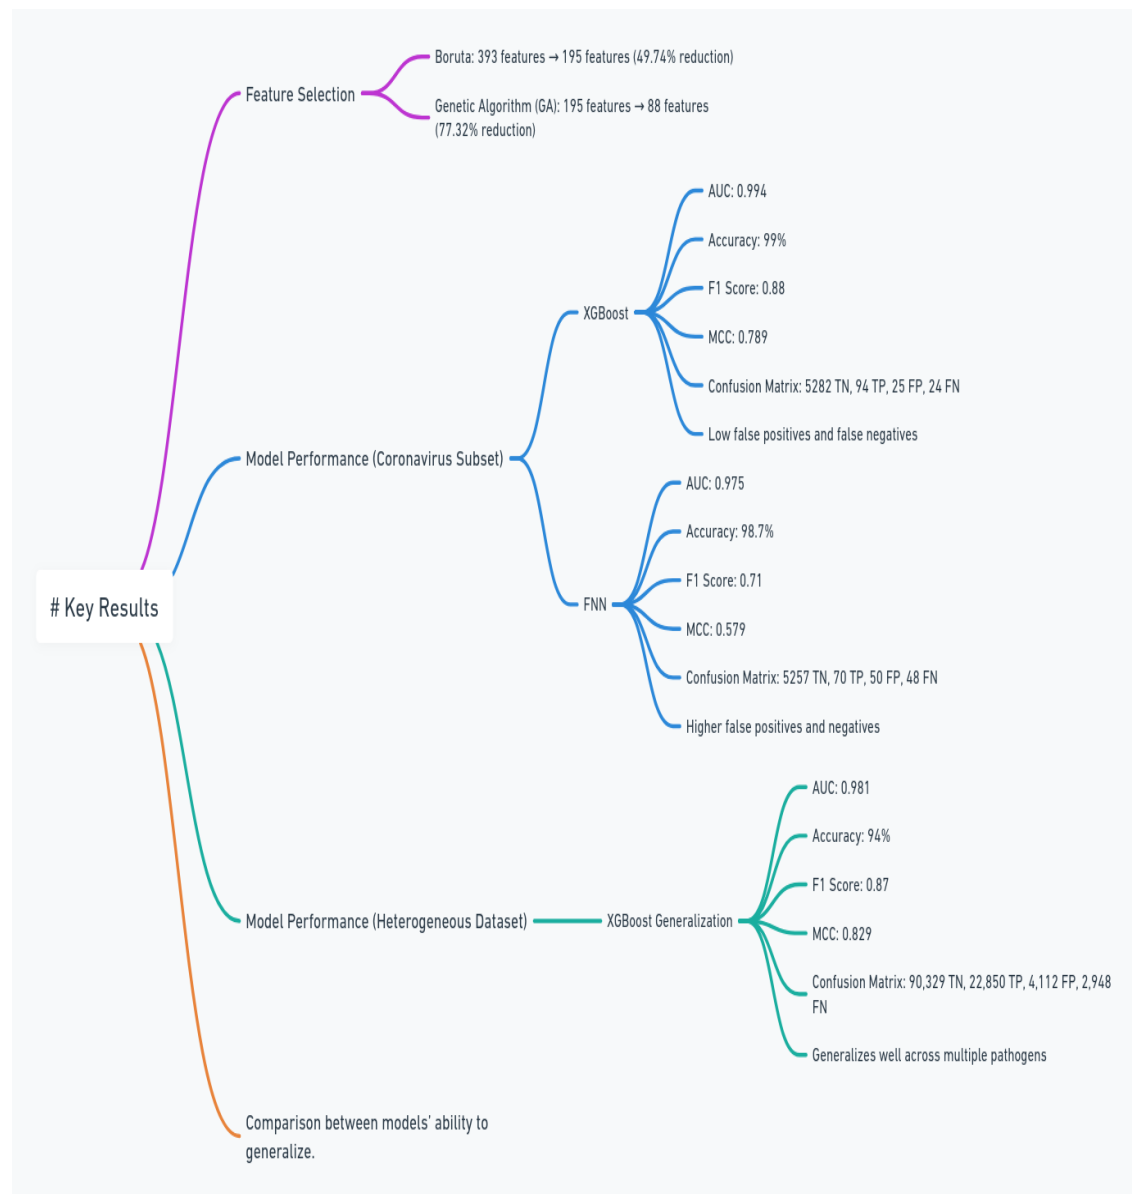 # Key Results
Feature Selection
Boruta: 393 features → 195 features (49.74% reduction)
Genetic Algorithm (GA): 195 features → 88 features
(77.32% reduction)
Model Performance (Coronavirus Subset)
XGBoost
AUC: 0.994
Accuracy: 99%
F1 Score: 0.88
MCC: 0.789
Confusion Matrix: 5282 TN, 94 TP, 25 FP, 24 FN
Low false positives and false negatives
FNN
AUC: 0.975
Accuracy: 98.7%
F1 Score: 0.71
MCC: 0.579
Confusion Matrix: 5257 TN, 70 TP, 50 FP, 48 FN
Higher false positives and negatives
Model Performance (Heterogeneous Dataset)
XGBoost Generalization
AUC: 0.981
Accuracy: 94%
F1 Score: 0.87
MCC: 0.829
Confusion Matrix: 90,329 TN, 22,850 TP, 4,112 FP, 2,948
FN
Generalizes well across multiple pathogens
Comparison between models’ ability to
generalize.